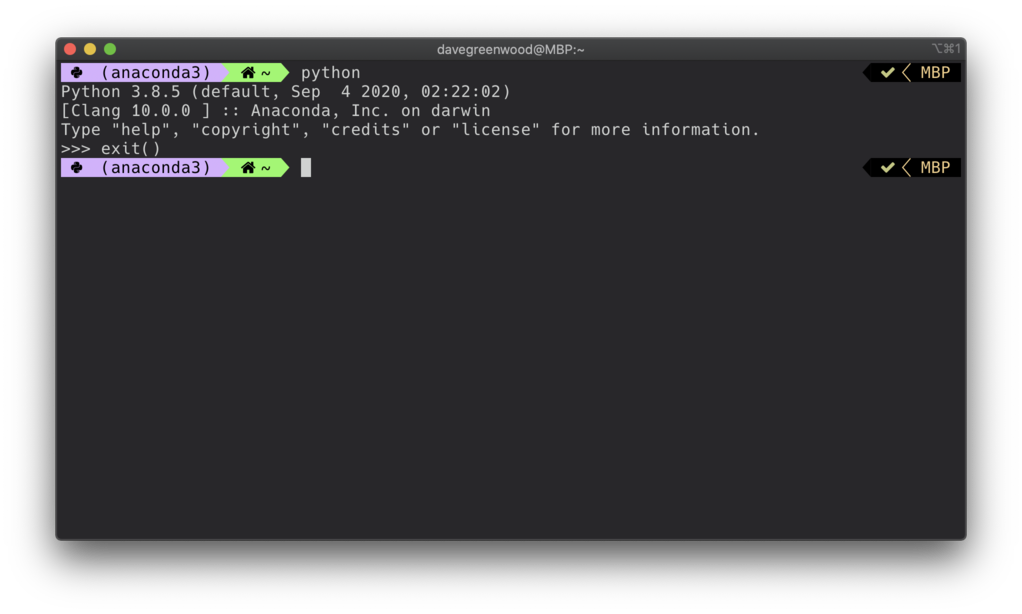 davegreenwood@MBP:~ ⌥⌘1
(anaconda3) ~ python MBP
Python 3.8.5 (default, Sep  4 2020, 02:22:02)
[Clang 10.0.0 ] :: Anaconda, Inc. on darwin
Type "help", "copyright", "credits" or "license" for more information.
>>> exit()
(anaconda3) ~ MBP